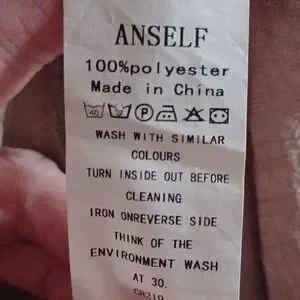 ANSELF
100%polyester
Made in China
40
WASH WITH SIMILAR
COLOURS
TURN INSIDE OUT BEFORE
CLEANING
IRON ONREVERSE SIDE
THINK OF THE
ENVIRONMENT WASH
AT 30.